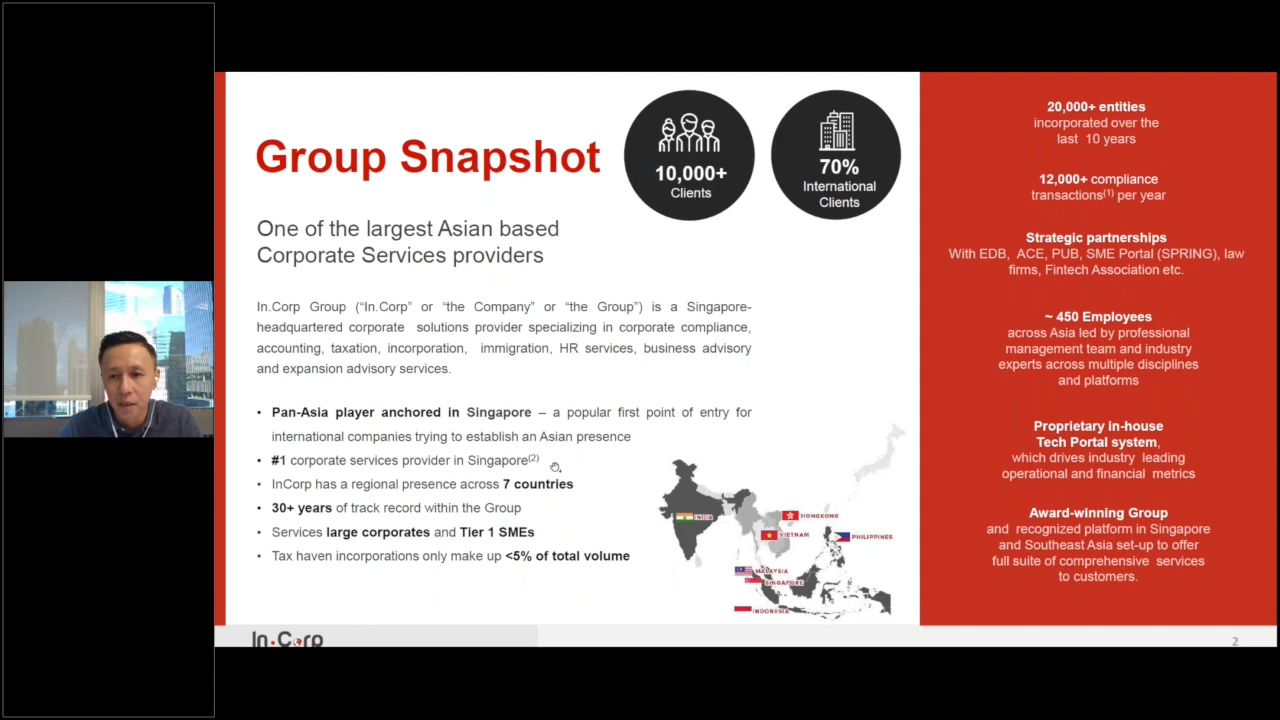 Group Snapshot
One of the largest Asian based
Corporate Services providers
10,000+
Clients
70%
International
Clients
In.Corp Group (“In.Corp” or “the Company” or “the Group”) is a Singapore-
headquartered corporate solutions provider specializing in corporate compliance,
accounting, taxation, incorporation, immigration, HR services, business advisory
and expansion advisory services.
• Pan-Asia player anchored in Singapore – a popular first point of entry for
international companies trying to establish an Asian presence
• #1 corporate services provider in Singapore(2)
• InCorp has a regional presence across 7 countries
• 30+ years of track record within the Group
• Services large corporates and Tier 1 SMEs
• Tax haven incorporations only make up <5% of total volume
INDIA
HONGKONG
VIETNAM
PHILIPPINES
MALAYSIA
SINGAPORE
INDONESIA
20,000+ entities
incorporated over the
last 10 years
12,000+ compliance
transactions(1) per year
Strategic partnerships
With EDB, ACE, PUB, SME Portal (SPRING), law
firms, Fintech Association etc.
~ 450 Employees
across Asia led by professional
management team and industry
experts across multiple disciplines
and platforms
Proprietary in-house
Tech Portal system,
which drives industry leading
operational and financial metrics
Award-winning Group
and recognized platform in Singapore
and Southeast Asia set-up to offer
full suite of comprehensive services
to customers.
In.Corp
2